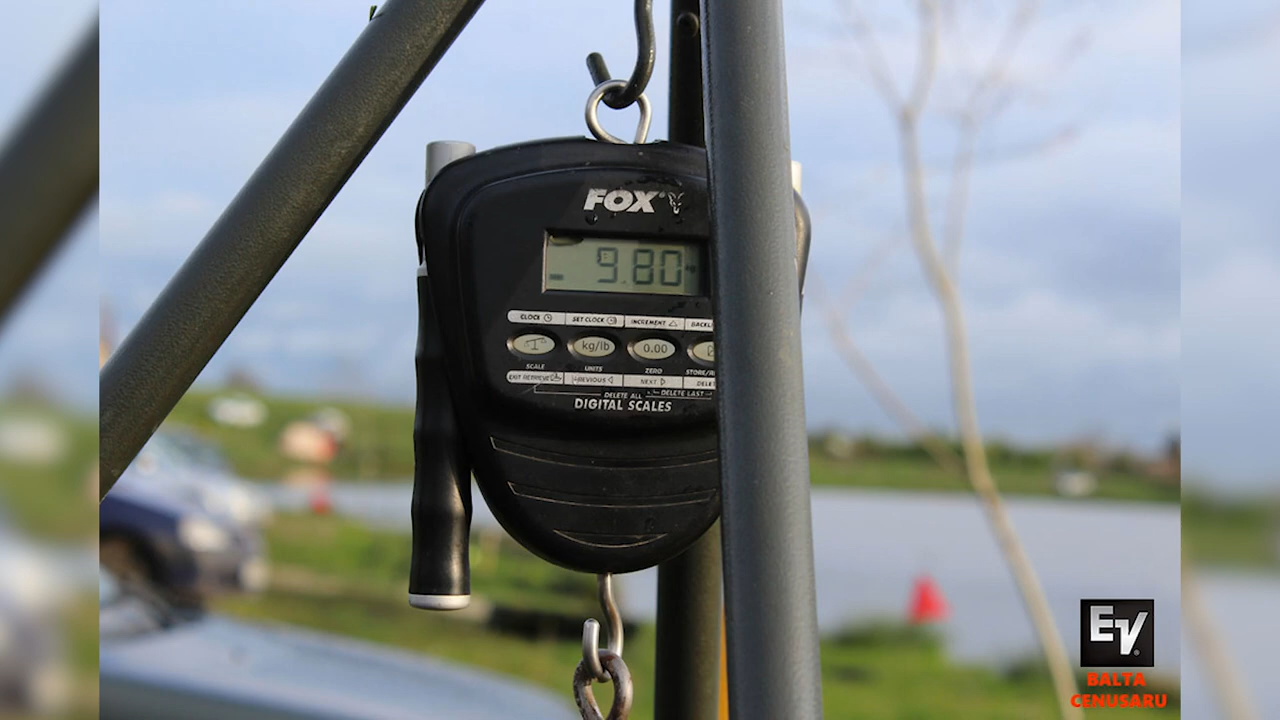 FOX®
9.80
CLOCK SET CLOCK INCREMENT
kg/lb 0.00
SCALE UNITS ZERO
EXIT RETRIEVE PREVIOUS NEXT
DELETE ALL DELETE LAST
DIGITAL SCALES
EV®
BALTA
CENUSARU